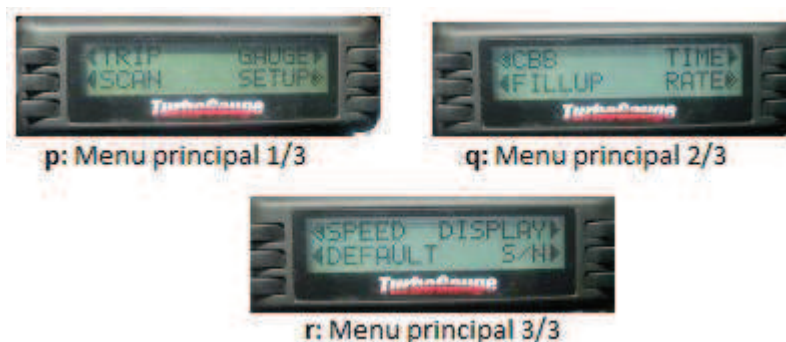 TRIP GAUGE
SCAN SETUP
TurboGauge
p: Menu principal 1/3
CBS TIME
FILLUP RATE
TurboGauge
q: Menu principal 2/3
SPEED DISPLAY
DEFAULT S/N
TurboGauge
r: Menu principal 3/3